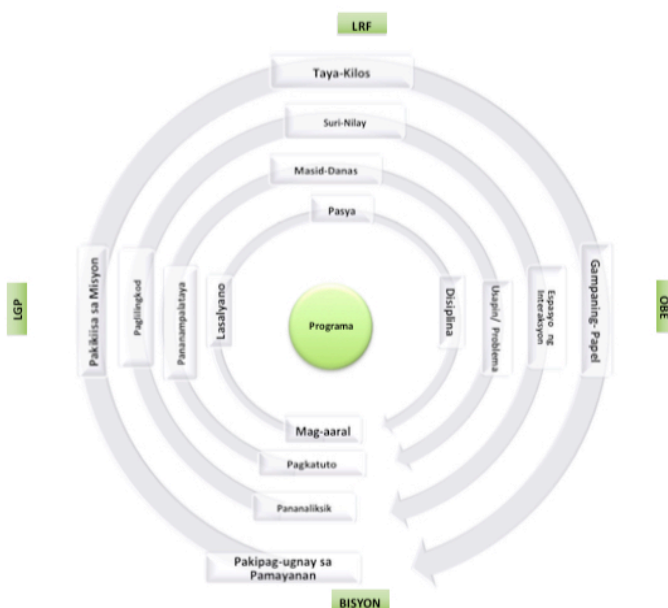 LRF
Taya-Kilos
Suri-Nilay
Masid-Danas
Pasya
LGP
Pakikiisa sa Misyon
Paglilingkod
Pananampalataya
Lasalyano
Programa
Disiplina
Usapin/ Problema
Espasyo ng
Interaksyon
Gampaning- Papel
OBE
Mag-aaral
Pagkatuto
Pananaliksik
Pakipag-ugnay sa
Pamayanan
BISYON